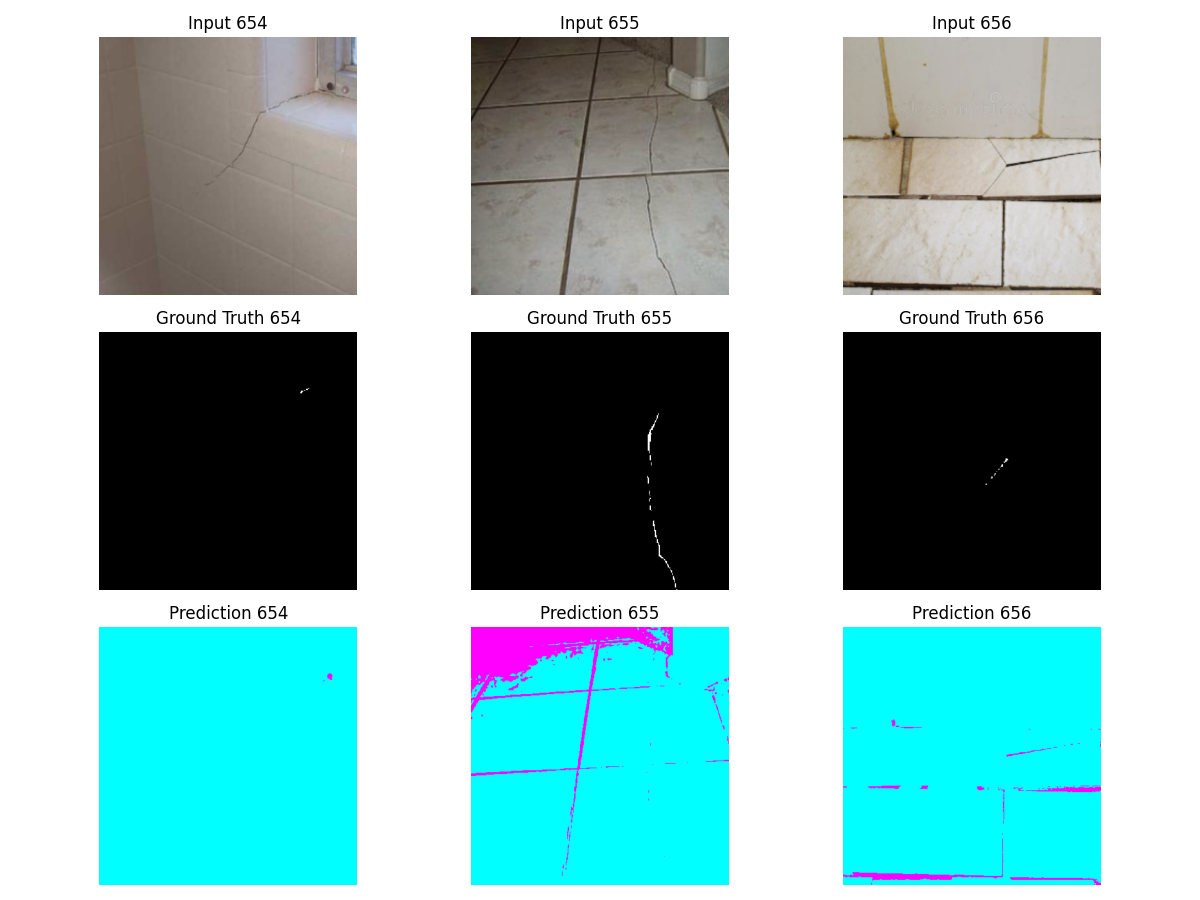 Input 654
Input 655
Input 656
Ground Truth 654
Ground Truth 655
Ground Truth 656
Prediction 654
Prediction 655
Prediction 656